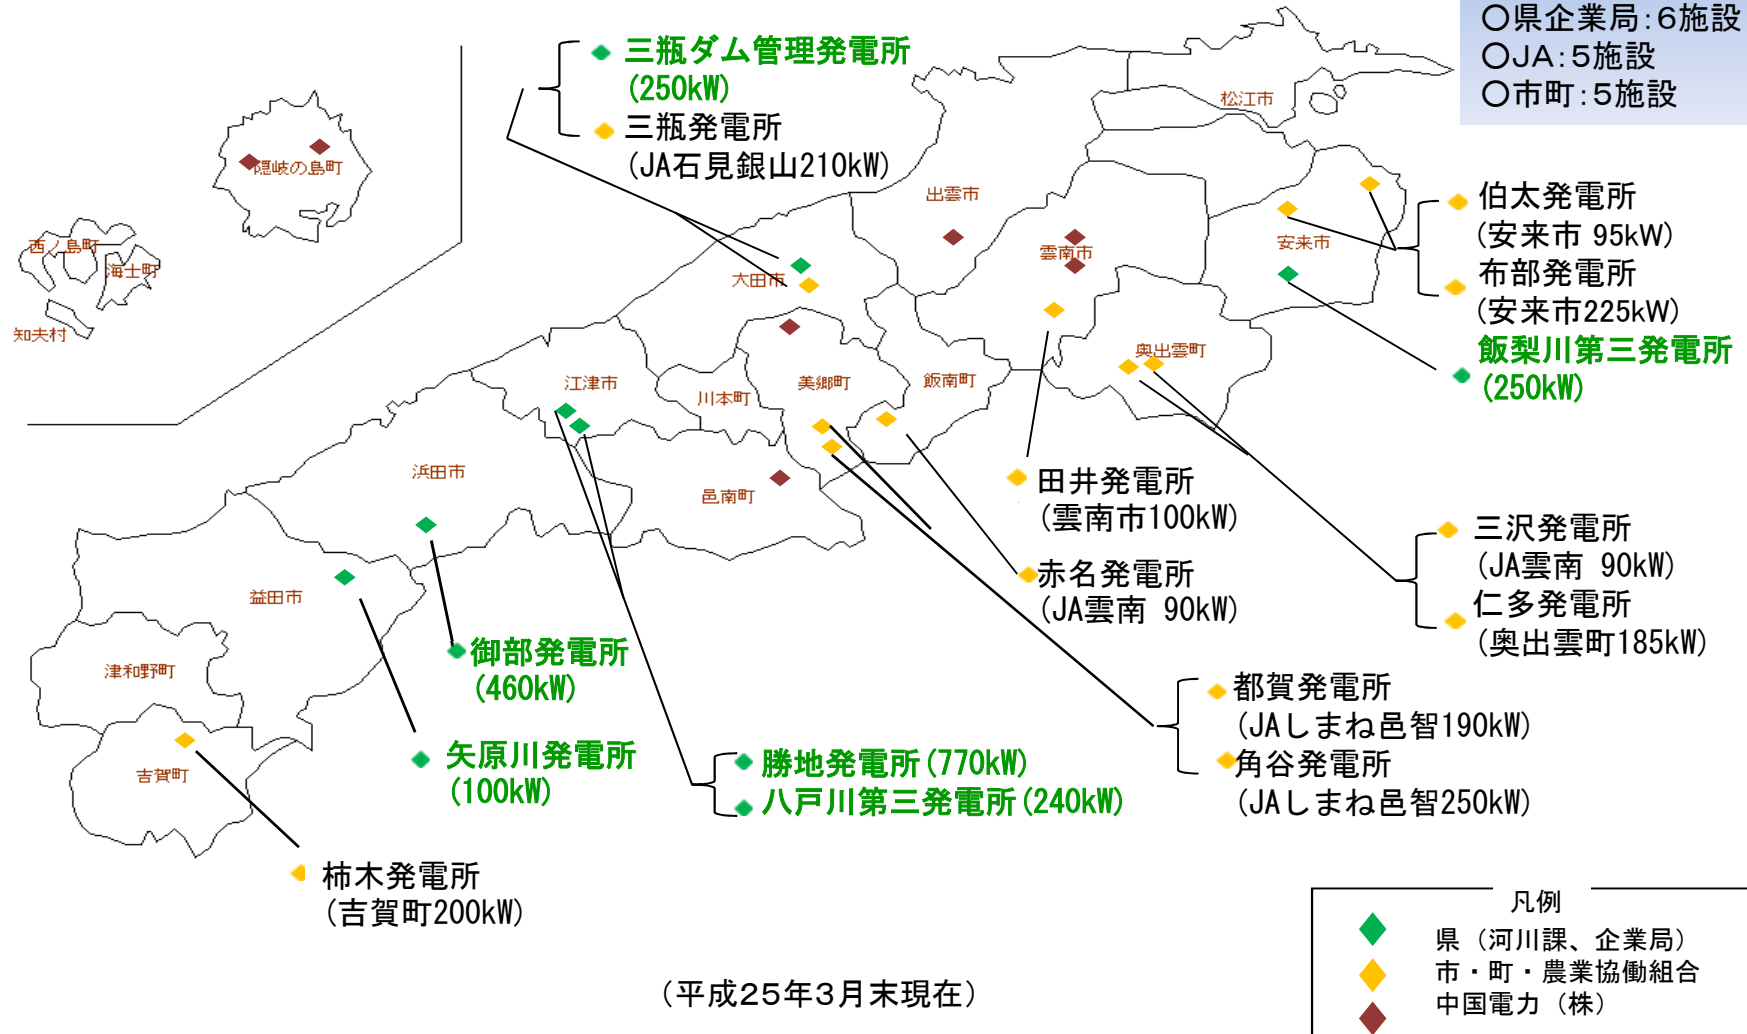 ○県企業局:6施設
○JA:5施設
○市町:5施設
三瓶ダム管理発電所
(250kW)
三瓶発電所
(JA石見銀山210kW)
松江市
隠岐の島町
西ノ島町
海士町
知夫村
出雲市
雲南市
安来市
大田市
伯太発電所
(安来市 95kW)
布部発電所
(安来市225kW)
飯梨川第三発電所
(250kW)
奥出雲町
飯南町
美郷町
川本町
江津市
浜田市
邑南町
益田市
津和野町
吉賀町
田井発電所
(雲南市100kW)
赤名発電所
(JA雲南 90kW)
三沢発電所
(JA雲南 90kW)
仁多発電所
(奥出雲町185kW)
御部発電所
(460kW)
矢原川発電所
(100kW)
都賀発電所
(JAしまね邑智190kW)
角谷発電所
(JAしまね邑智250kW)
勝地発電所(770kW)
八戸川第三発電所(240kW)
柿木発電所
(吉賀町200kW)
(平成25年3月末現在)
凡例
県(河川課、企業局)
市・町・農業協働組合
中国電力(株)